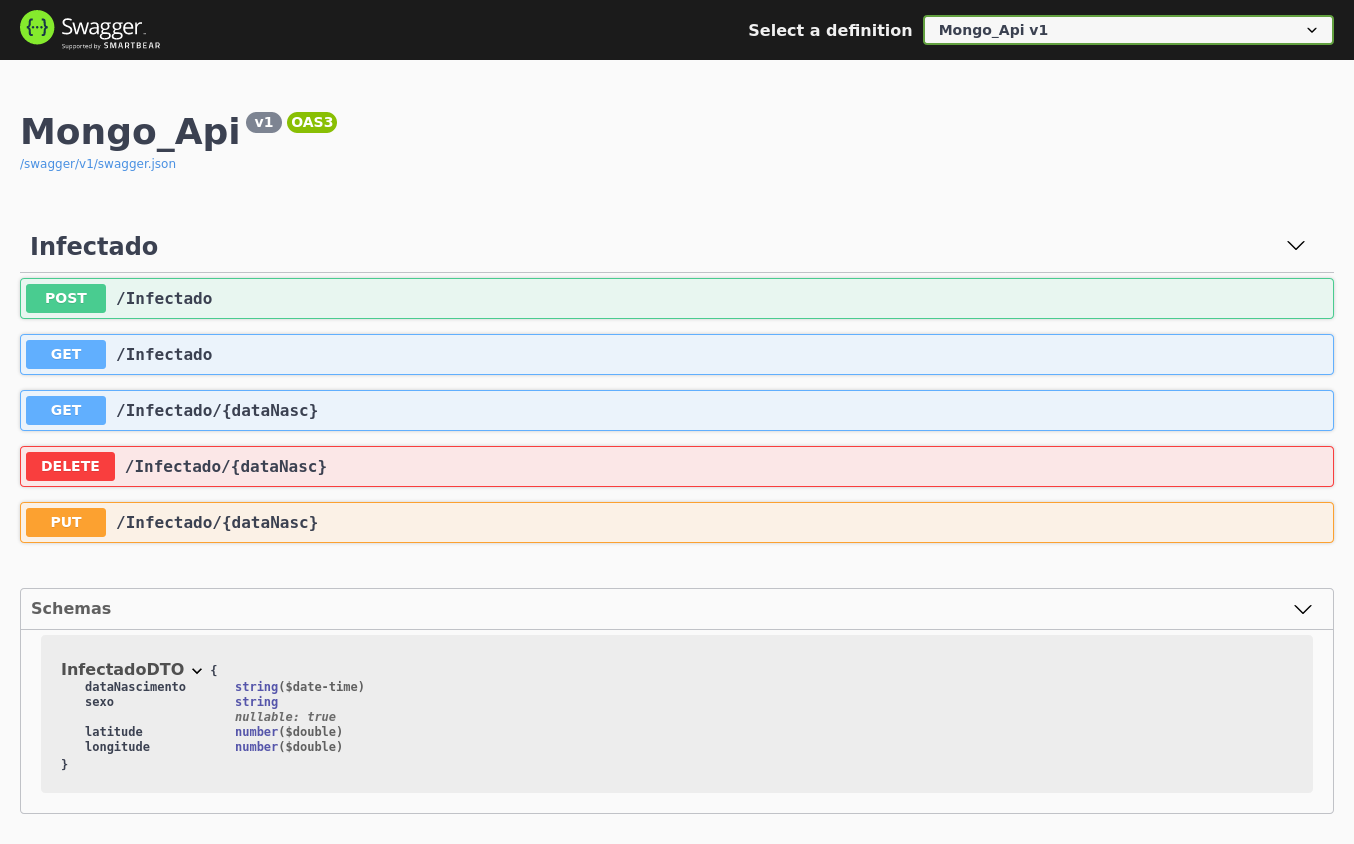 Swagger
Supported by SMARTBEAR
Select a definition
Mongo_Api v1
Mongo_Api v1 OAS3
/swagger/v1/swagger.json
Infectado
POST /Infectado
GET /Infectado
GET /Infectado/{dataNasc}
DELETE /Infectado/{dataNasc}
PUT /Infectado/{dataNasc}
Schemas
InfectadoDTO {
dataNascimento string($date-time)
sexo string
nullable: true
latitude number($double)
longitude number($double)
}